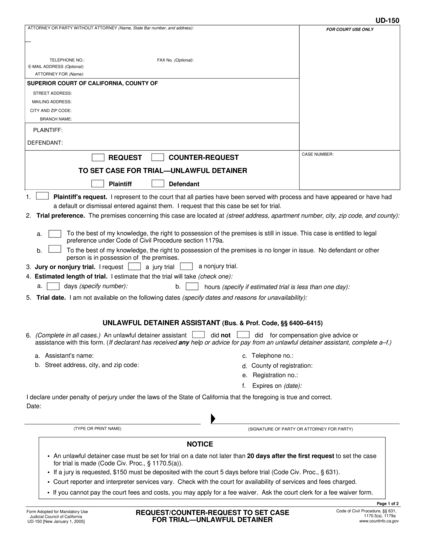 UD-150
ATTORNEY OR PARTY WITHOUT ATTORNEY (Name, State Bar number, and address):
FOR COURT USE ONLY
TELEPHONE NO.: FAX No. (Optional):
E-MAIL ADDRESS (Optional):
ATTORNEY FOR (Name):
SUPERIOR COURT OF CALIFORNIA, COUNTY OF
STREET ADDRESS:
MAILING ADDRESS:
CITY AND ZIP CODE:
BRANCH NAME:
PLAINTIFF:
DEFENDANT:
REQUEST COUNTER-REQUEST
TO SET CASE FOR TRIAL—UNLAWFUL DETAINER
Plaintiff Defendant
CASE NUMBER:
1. Plaintiff's request. I represent to the court that all parties have been served with process and have appeared or have had
a default or dismissal entered against them. I request that this case be set for trial.
2. Trial preference. The premises concerning this case are located at (street address, apartment number, city, zip code, and county):
a. To the best of my knowledge, the right to possession of the premises is still in issue. This case is entitled to legal
preference under Code of Civil Procedure section 1179a.
b. To the best of my knowledge, the right to possession of the premises is no longer in issue. No defendant or other
person is in possession of the premises.
3. Jury or nonjury trial. I request a jury trial a nonjury trial.
4. Estimated length of trial. I estimate that the trial will take (check one):
a. days (specify number): b. hours (specify if estimated trial is less than one day):
5. Trial date. I am not available on the following dates (specify dates and reasons for unavailability):
UNLAWFUL DETAINER ASSISTANT (Bus. & Prof. Code, §§ 6400–6415)
6. (Complete in all cases.) An unlawful detainer assistant did not did for compensation give advice or
assistance with this form. (If declarant has received any help or advice for pay from an unlawful detainer assistant, complete a–f.)
a. Assistant's name:
c. Telephone no.:
b. Street address, city, and zip code:
d. County of registration:
e. Registration no.:
f. Expires on (date):
I declare under penalty of perjury under the laws of the State of California that the foregoing is true and correct.
Date:
(TYPE OR PRINT NAME) (SIGNATURE OF PARTY OR ATTORNEY FOR PARTY)
NOTICE
• An unlawful detainer case must be set for trial on a date not later than 20 days after the first request to set the case
for trial is made (Code Civ. Proc., § 1170.5(a)).
• If a jury is requested, $150 must be deposited with the court 5 days before trial (Code Civ. Proc., § 631).
• Court reporter and interpreter services vary. Check with the court for availability of services and fees charged.
• If you cannot pay the court fees and costs, you may apply for a fee waiver. Ask the court clerk for a fee waiver form.
Page 1 of 2
Form Adopted for Mandatory Use
Judicial Council of California
UD-150 [New January 1, 2005]
REQUEST/COUNTER-REQUEST TO SET CASE
FOR TRIAL—UNLAWFUL DETAINER
Code of Civil Procedure, §§ 631,
1170.5(a), 1179a
www.courtinfo.ca.gov